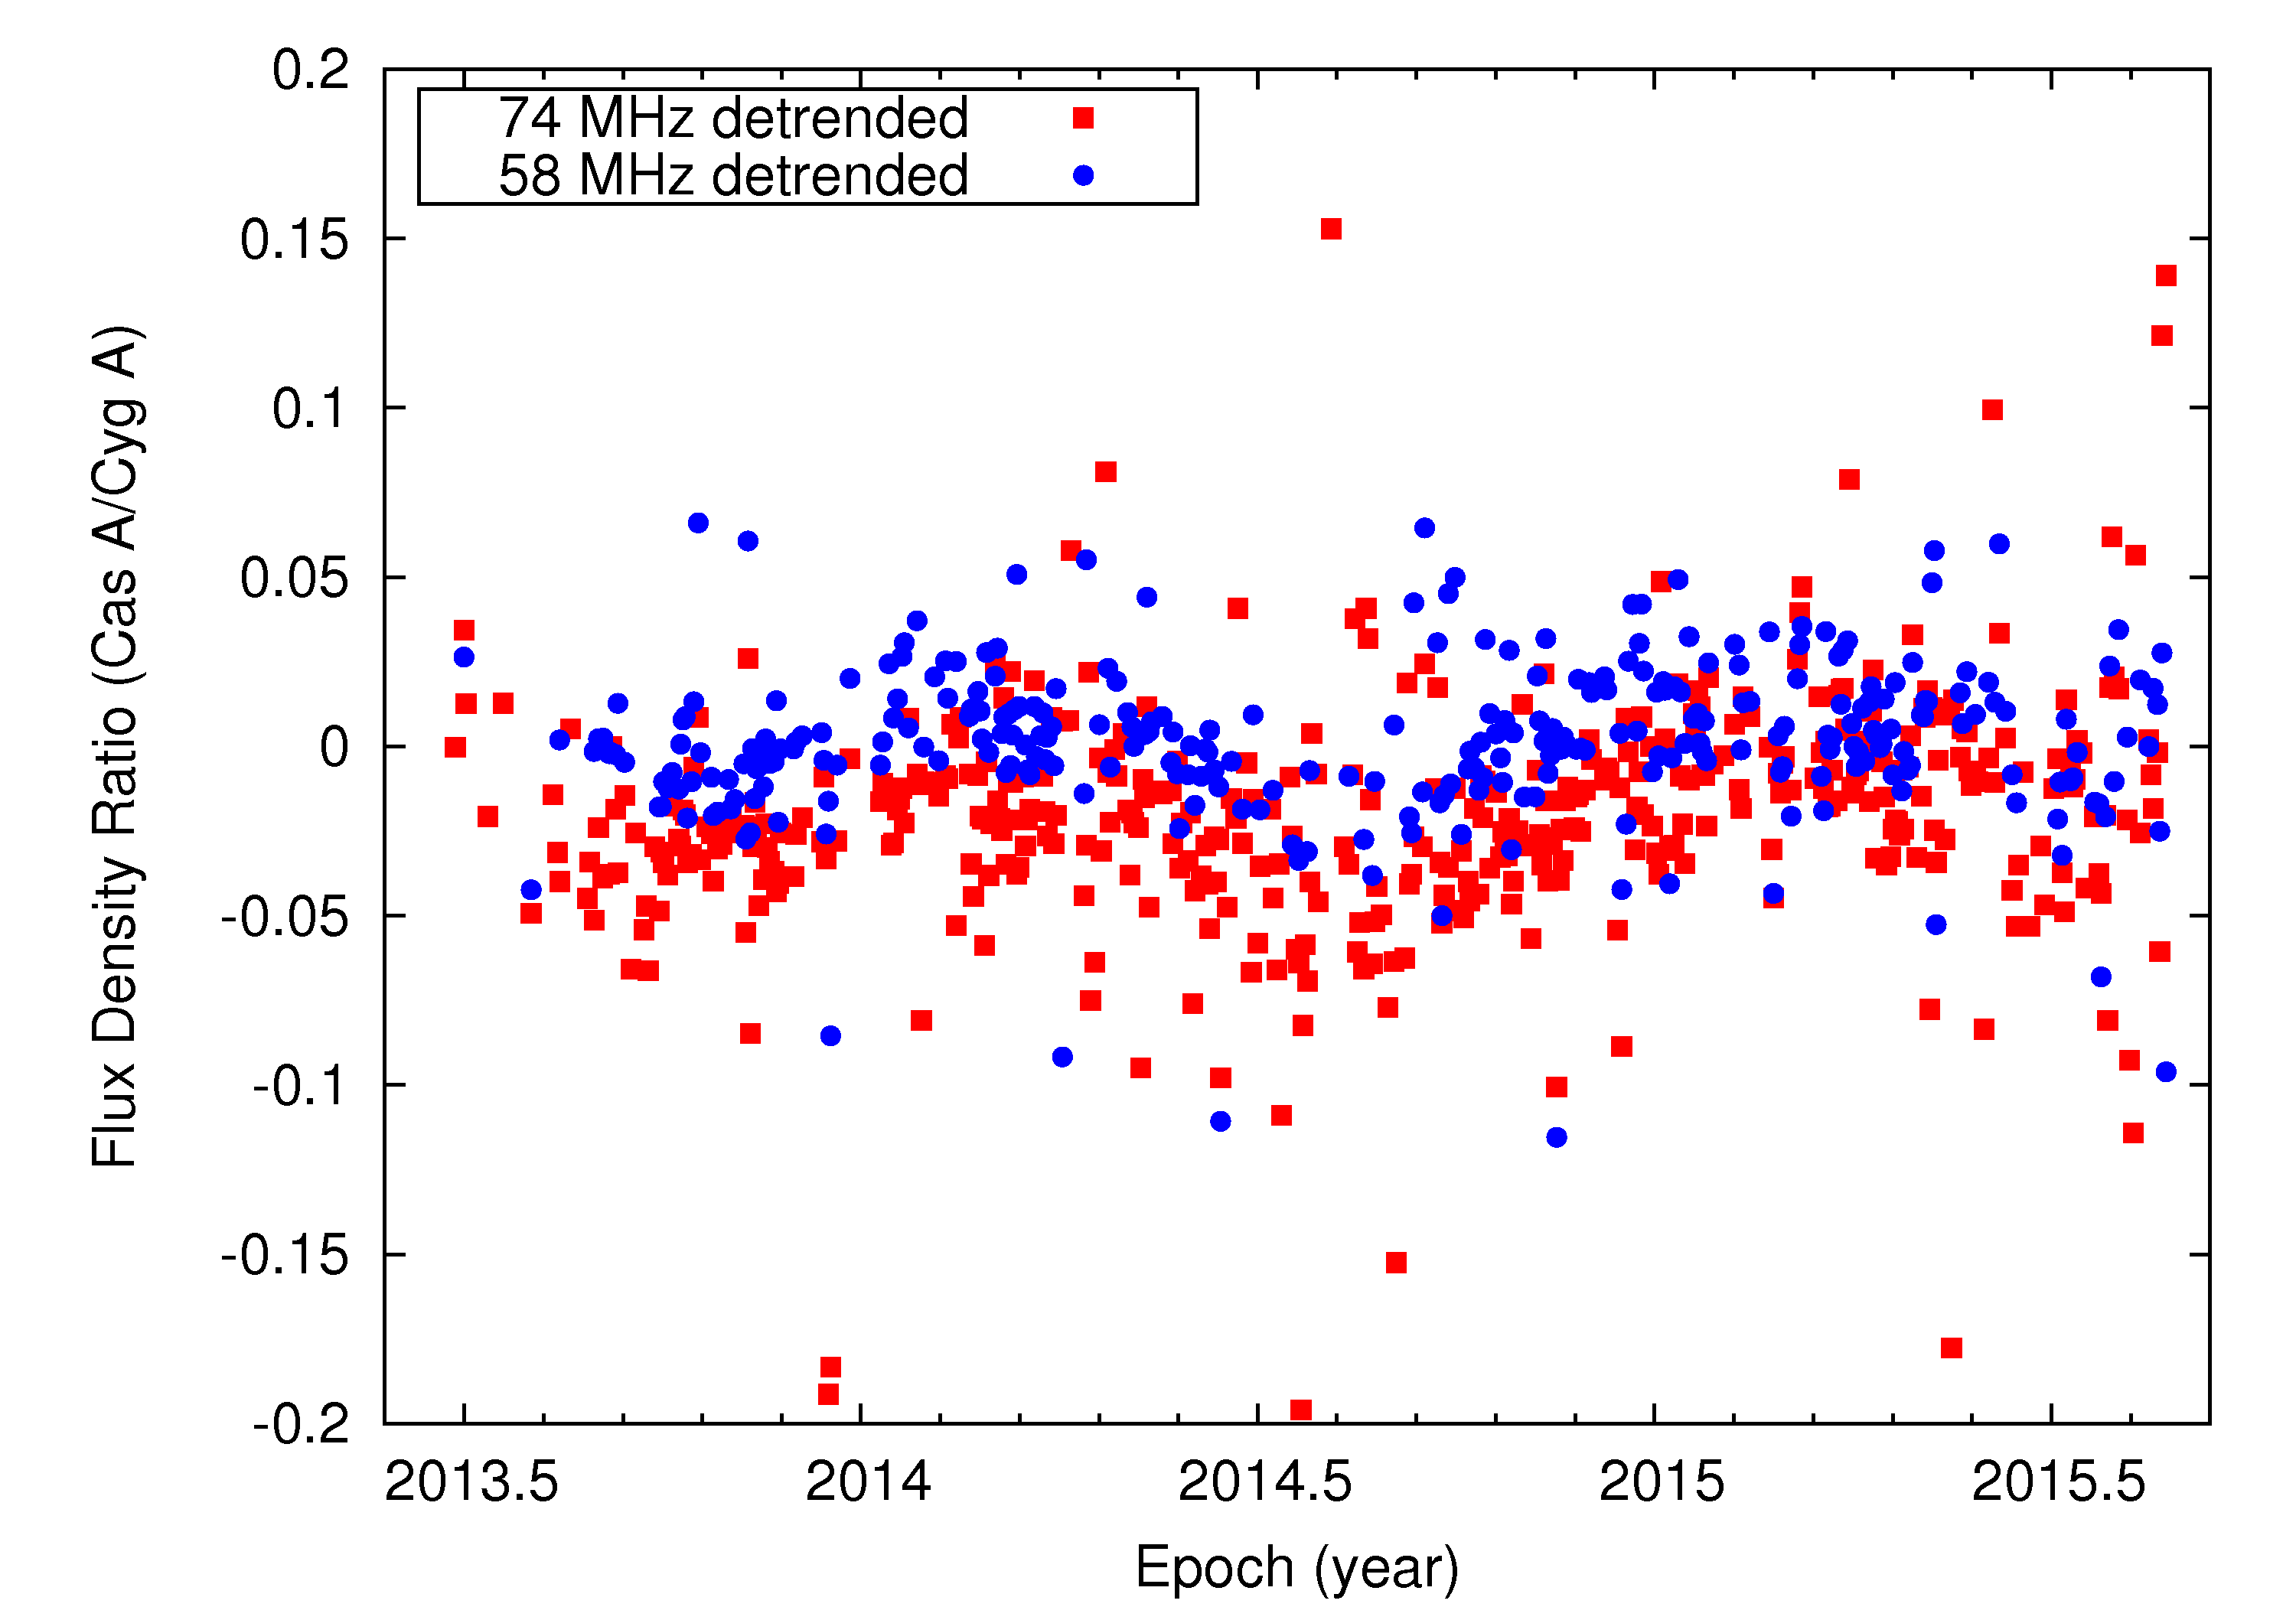 0.2
0.15
0.1
0.05
0
-0.05
-0.1
-0.15
-0.2
74 MHz detrended
58 MHz detrended
Flux Density Ratio (Cas A/Cyg A)
2013.5 2014 2014.5 2015 2015.5
Epoch (year)